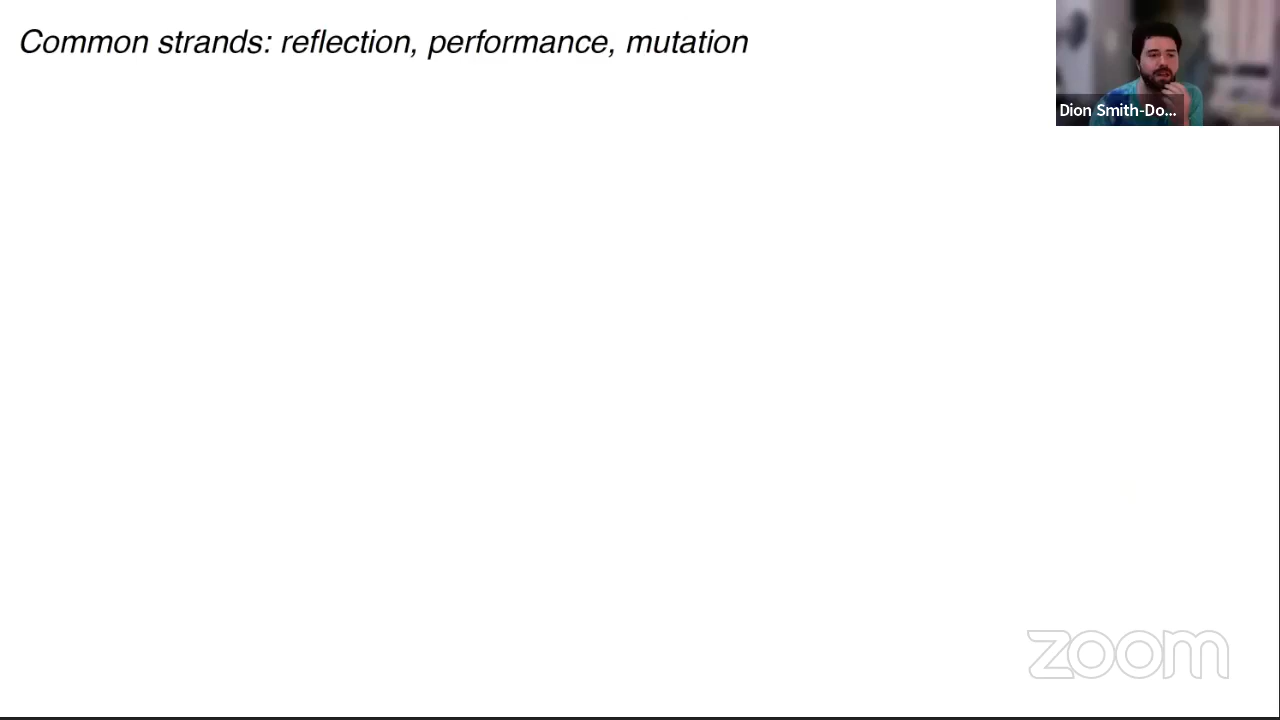 Common strands: reflection, performance, mutation
Dion Smith-Do...
zoom